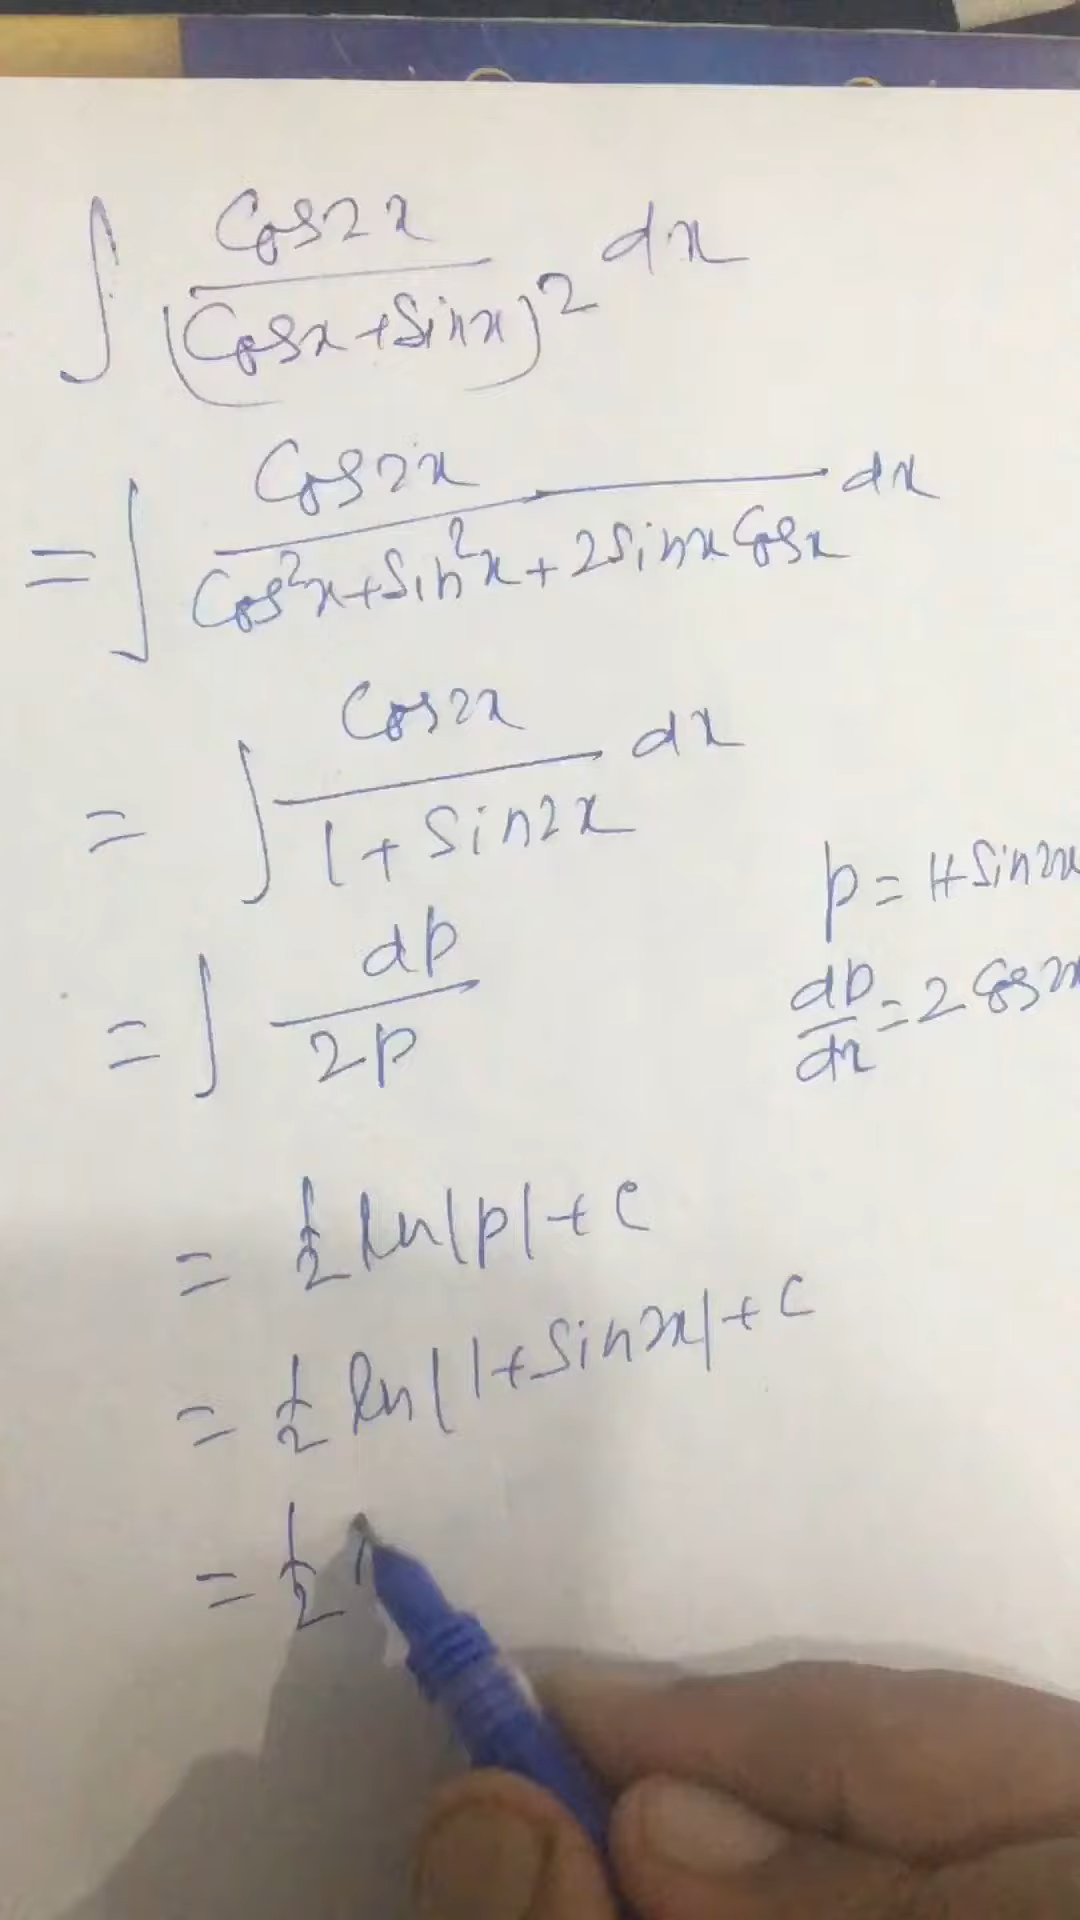 ∫ Cos2x / (Cosx+Sinx)² dx
= ∫ Cos2x / Cos²x+Sin²x+2SinxCosx dx
= ∫ Cos2x / 1+Sin2x dx
p = 1+Sin2x
= ∫ dp / 2p
dp/dx = 2Cos2x
= 1/2 ln|p|+c
= 1/2 ln|1+Sin2x|+c
= 1/2